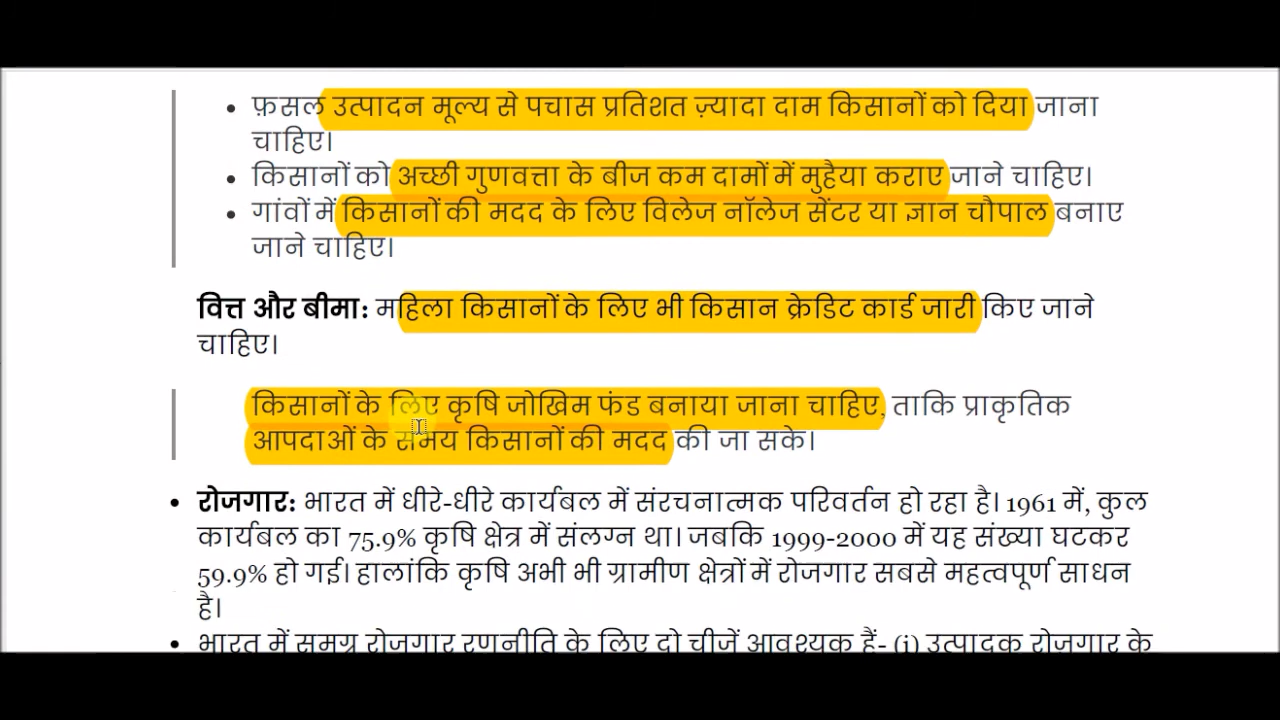 फ़सल उत्पादन मूल्य से पचास प्रतिशत ज़्यादा दाम किसानों को दिया जाना
चाहिए।
किसानों को अच्छी गुणवत्ता के बीज कम दामों में मुहैया कराए जाने चाहिए।
गांवों में किसानों की मदद के लिए विलेज नॉलेज सेंटर या ज्ञान चौपाल बनाए
जाने चाहिए।
वित्त और बीमा: महिला किसानों के लिए भी किसान क्रेडिट कार्ड जारी किए जाने
चाहिए।
किसानों के लिए कृषि जोखिम फंड बनाया जाना चाहिए, ताकि प्राकृतिक
आपदाओं के समय किसानों की मदद की जा सके।
रोजगार: भारत में धीरे-धीरे कार्यबल में संरचनात्मक परिवर्तन हो रहा है। 1961 में, कुल
कार्यबल का 75.9% कृषि क्षेत्र में संलग्न था। जबकि 1999-2000 में यह संख्या घटकर
59.9% हो गई। हालांकि कृषि अभी भी ग्रामीण क्षेत्रों में रोजगार सबसे महत्वपूर्ण साधन
है।
भारत में समग्र रोजगार रणनीति के लिए दो चीजें आवश्यक हैं- (i) उत्पादक रोजगार के